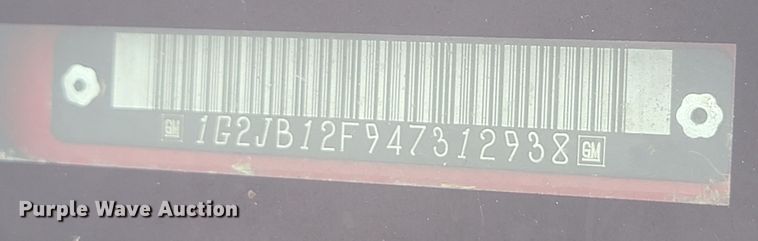 GM 1G2JB12F947312938 GM
Purple Wave Auction